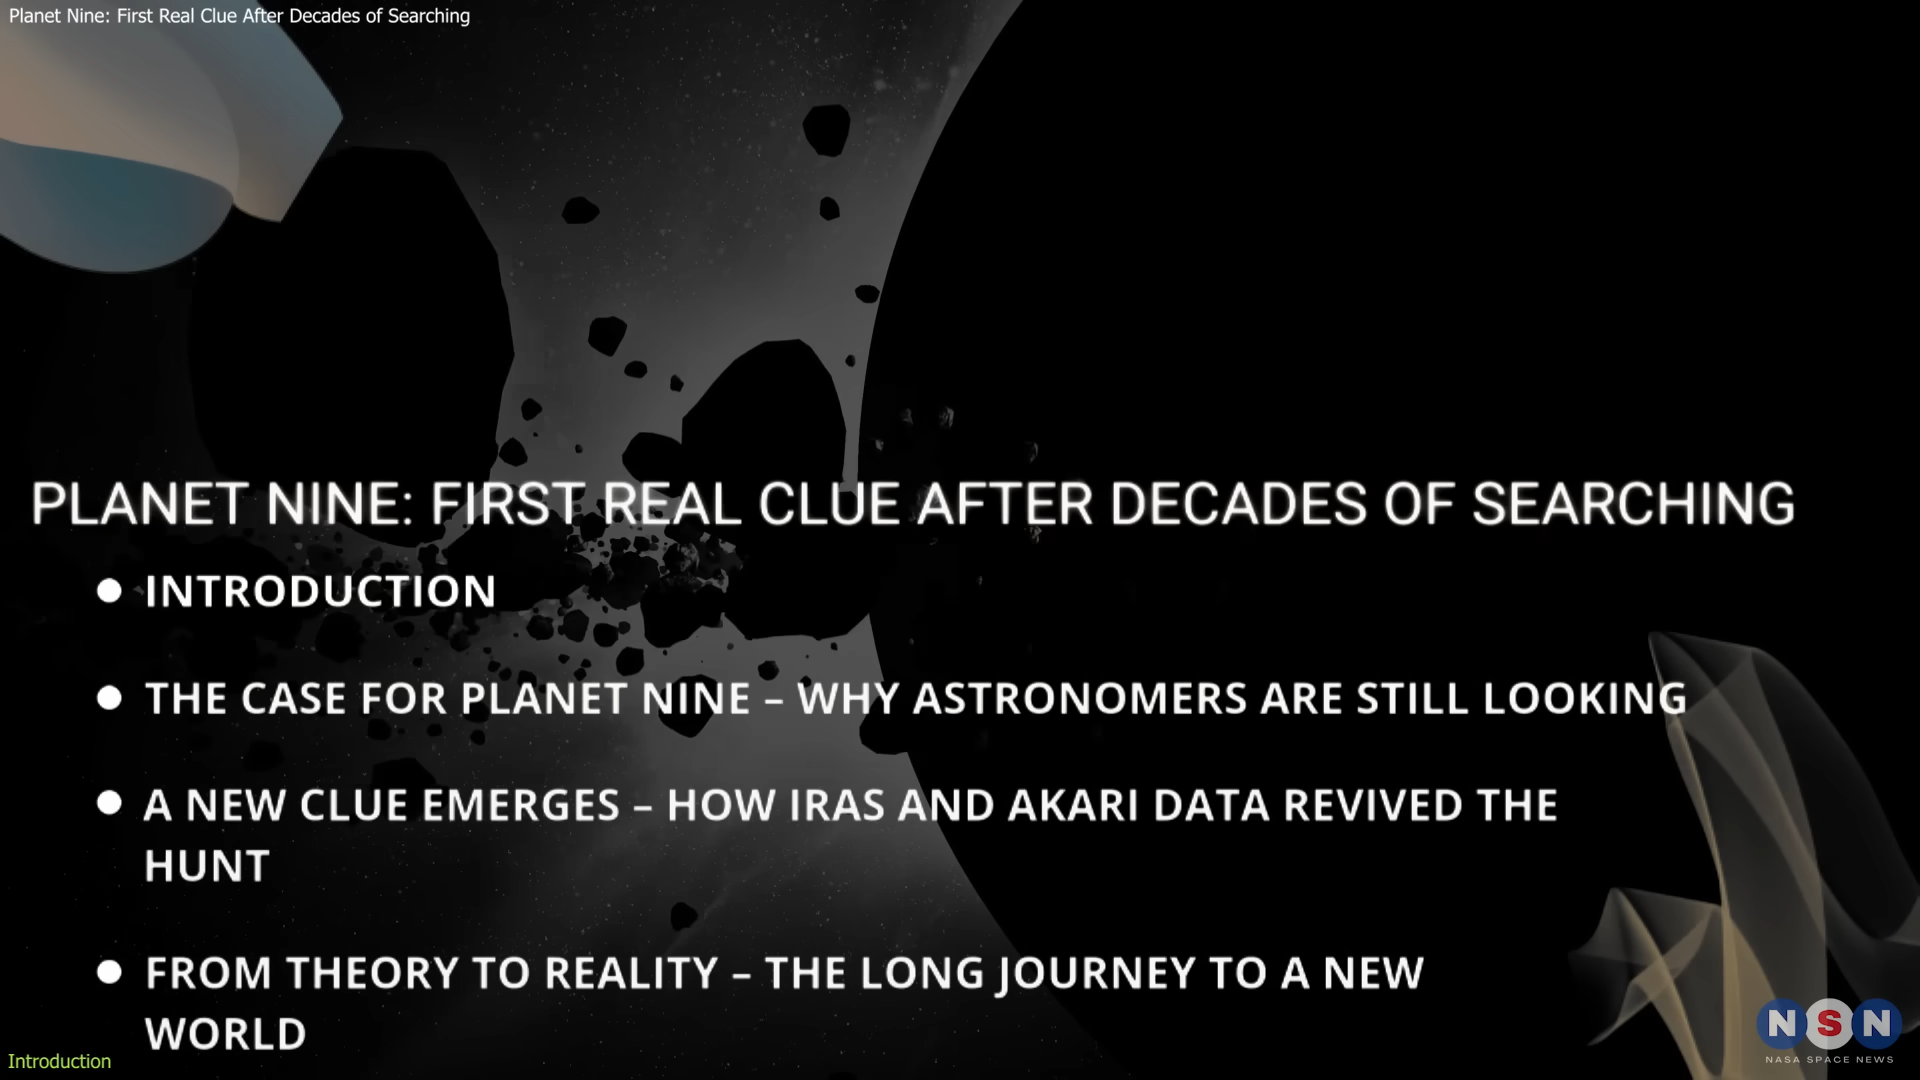 Planet Nine: First Real Clue After Decades of Searching
PLANET NINE: FIRST REAL CLUE AFTER DECADES OF SEARCHING
● INTRODUCTION
● THE CASE FOR PLANET NINE – WHY ASTRONOMERS ARE STILL LOOKING
● A NEW CLUE EMERGES – HOW IRAS AND AKARI DATA REVIVED THE
HUNT
● FROM THEORY TO REALITY – THE LONG JOURNEY TO A NEW
WORLD
Introduction
NSN
NASA SPACE NEWS